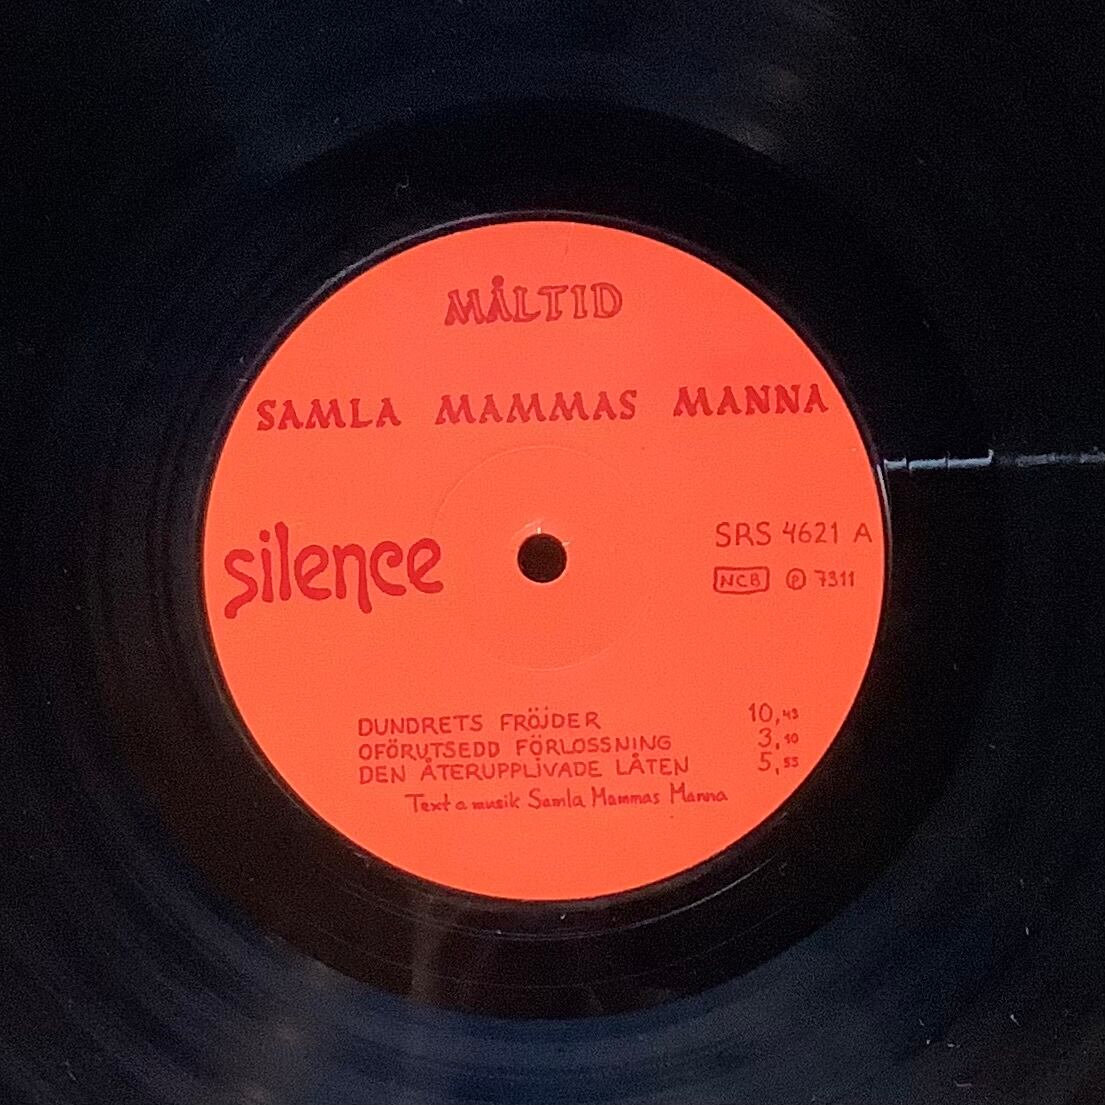 MÅLTID
SAMLA MAMMAS MANNA
silence
SRS 4621 A
NCB ℗ 7311
DUNDRETS FRÖJDER 10,43
OFÖRUTSEDD FÖRLOSSNING 3,10
DEN ÅTERUPPLIVADE LÅTEN 5,53
Text a musik Samla Mammas Manna